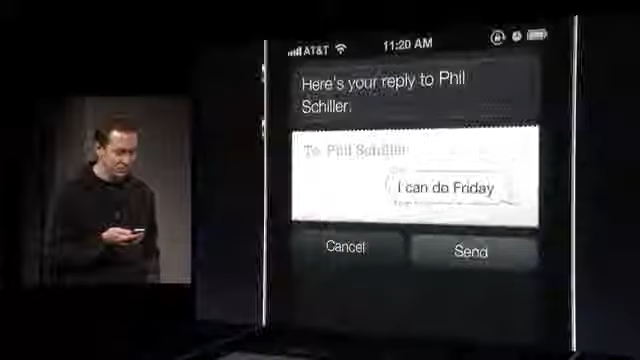 AT&T 11:20 AM
Here's your reply to Phil
Schiller.
To: Phil Schiller
I can do Friday
Cancel Send